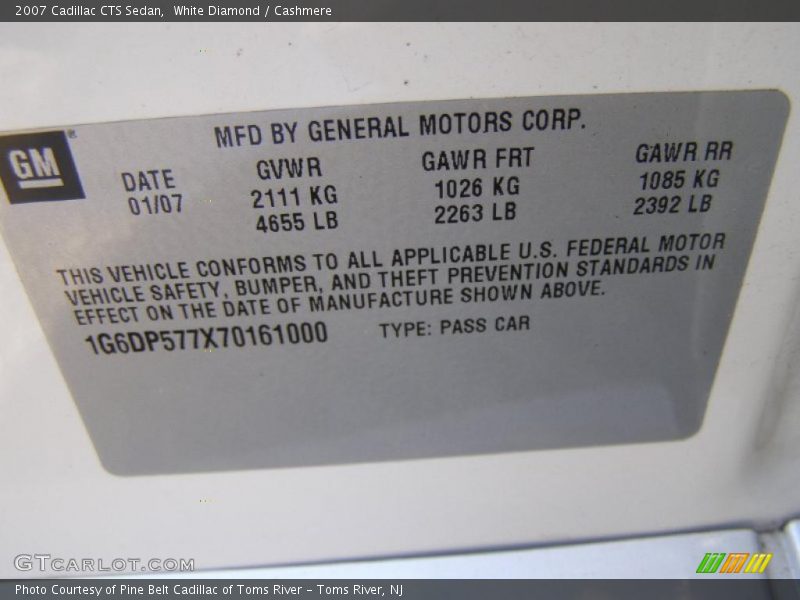 2007 Cadillac CTS Sedan, White Diamond / Cashmere
GM®
MFD BY GENERAL MOTORS CORP.
DATE GVWR GAWR FRT GAWR RR
01/07 2111 KG 1026 KG 1085 KG
4655 LB 2263 LB 2392 LB
THIS VEHICLE CONFORMS TO ALL APPLICABLE U.S. FEDERAL MOTOR
VEHICLE SAFETY, BUMPER, AND THEFT PREVENTION STANDARDS IN
EFFECT ON THE DATE OF MANUFACTURE SHOWN ABOVE.
1G6DP577X70161000 TYPE: PASS CAR
GTCARLOT.COM
Photo Courtesy of Pine Belt Cadillac of Toms River – Toms River, NJ